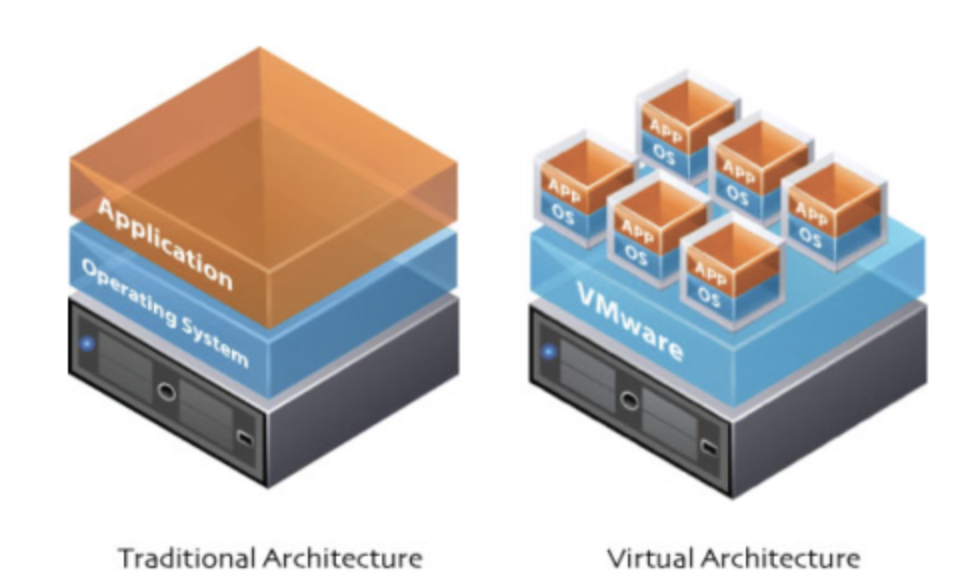 Application
Operating System
APP
OS
APP
OS
APP
OS
APP
OS
APP
OS
APP
OS
VMware
Traditional Architecture
Virtual Architecture